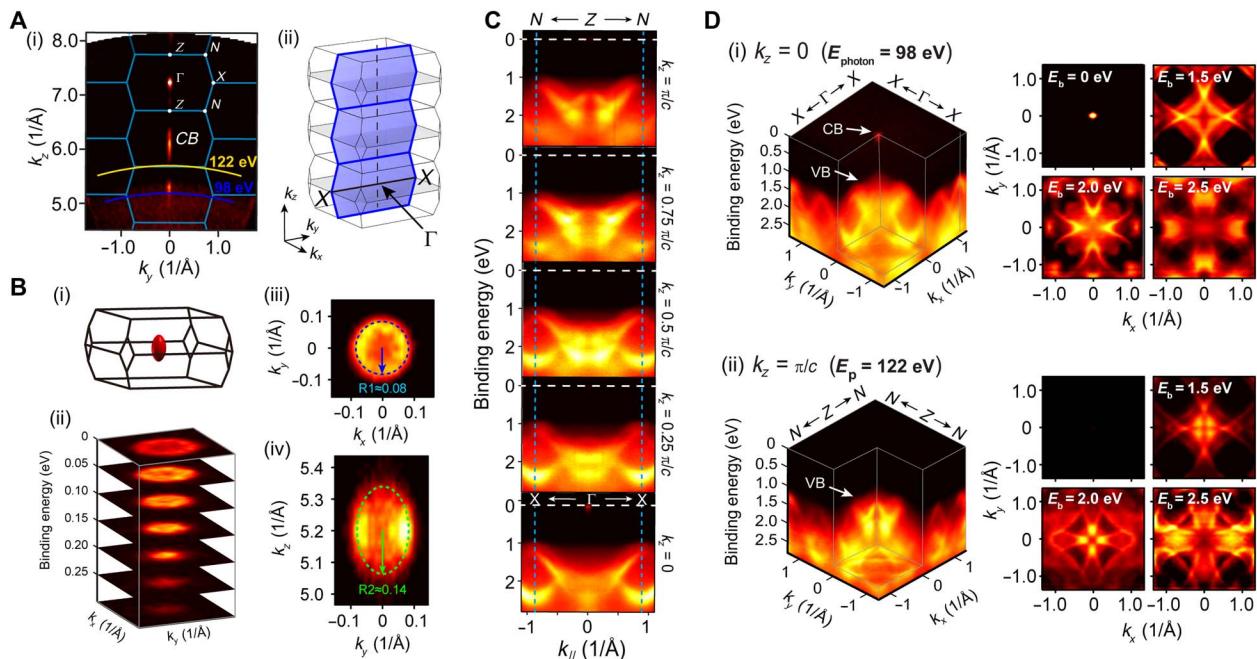 A
(i)
8.1
7.2
6.3
5.4
4.5
k_z (1/Å)
Z N
Γ X
Z N
CB
122 eV
98 eV
-1.0 0 1.0
k_y (1/Å)
(ii)
X X
Γ
k_z
k_y
k_x
B
(i)
(ii)
0
0.05
0.10
0.15
0.20
0.25
Binding energy (eV)
k_x (1/Å)
k_y (1/Å)
(iii)
0.1
0
−0.1
k_y (1/Å)
R1≈0.08
−0.1 0 0.1
k_x (1/Å)
(iv)
5.4
5.3
5.2
5.1
5.0
k_z (1/Å)
R2≈0.14
−0.1 0 0.1
k_y (1/Å)
C
N ← Z → N
0
1
2
k_z = π/c
0
1
2
k_z = 0.75 π/c
0
1
2
k_z = 0.5 π/c
0
1
2
k_z = 0.25 π/c
X ← Γ → X
0
1
2
k_z = 0
Binding energy (eV)
−1 0 1
k_// (1/Å)
D
(i) k_z = 0 (E_photon = 98 eV)
X ← Γ → X
X ← Γ → X
CB
VB
0
0.5
1.0
1.5
2.0
2.5
Binding energy (eV)
1 0 −1
k_y (1/Å)
−1 0 1
k_x (1/Å)
E_b = 0 eV
E_b = 1.5 eV
E_b = 2.0 eV
E_b = 2.5 eV
1.0
0
−1.0
1.0
0
−1.0
k_y (1/Å)
−1.0 0 1.0 −1.0 0 1.0
k_x (1/Å)
(ii) k_z = π/c (E_p = 122 eV)
N ← Z → N
N ← Z → N
VB
0
0.5
1.0
1.5
2.0
2.5
Binding energy (eV)
1 0 −1
k_y (1/Å)
−1 0 1
k_x (1/Å)
E_b = 1.5 eV
E_b = 2.0 eV
E_b = 2.5 eV
1.0
0
−1.0
1.0
0
−1.0
k_y (1/Å)
−1.0 0 1.0 −1.0 0 1.0
k_x (1/Å)